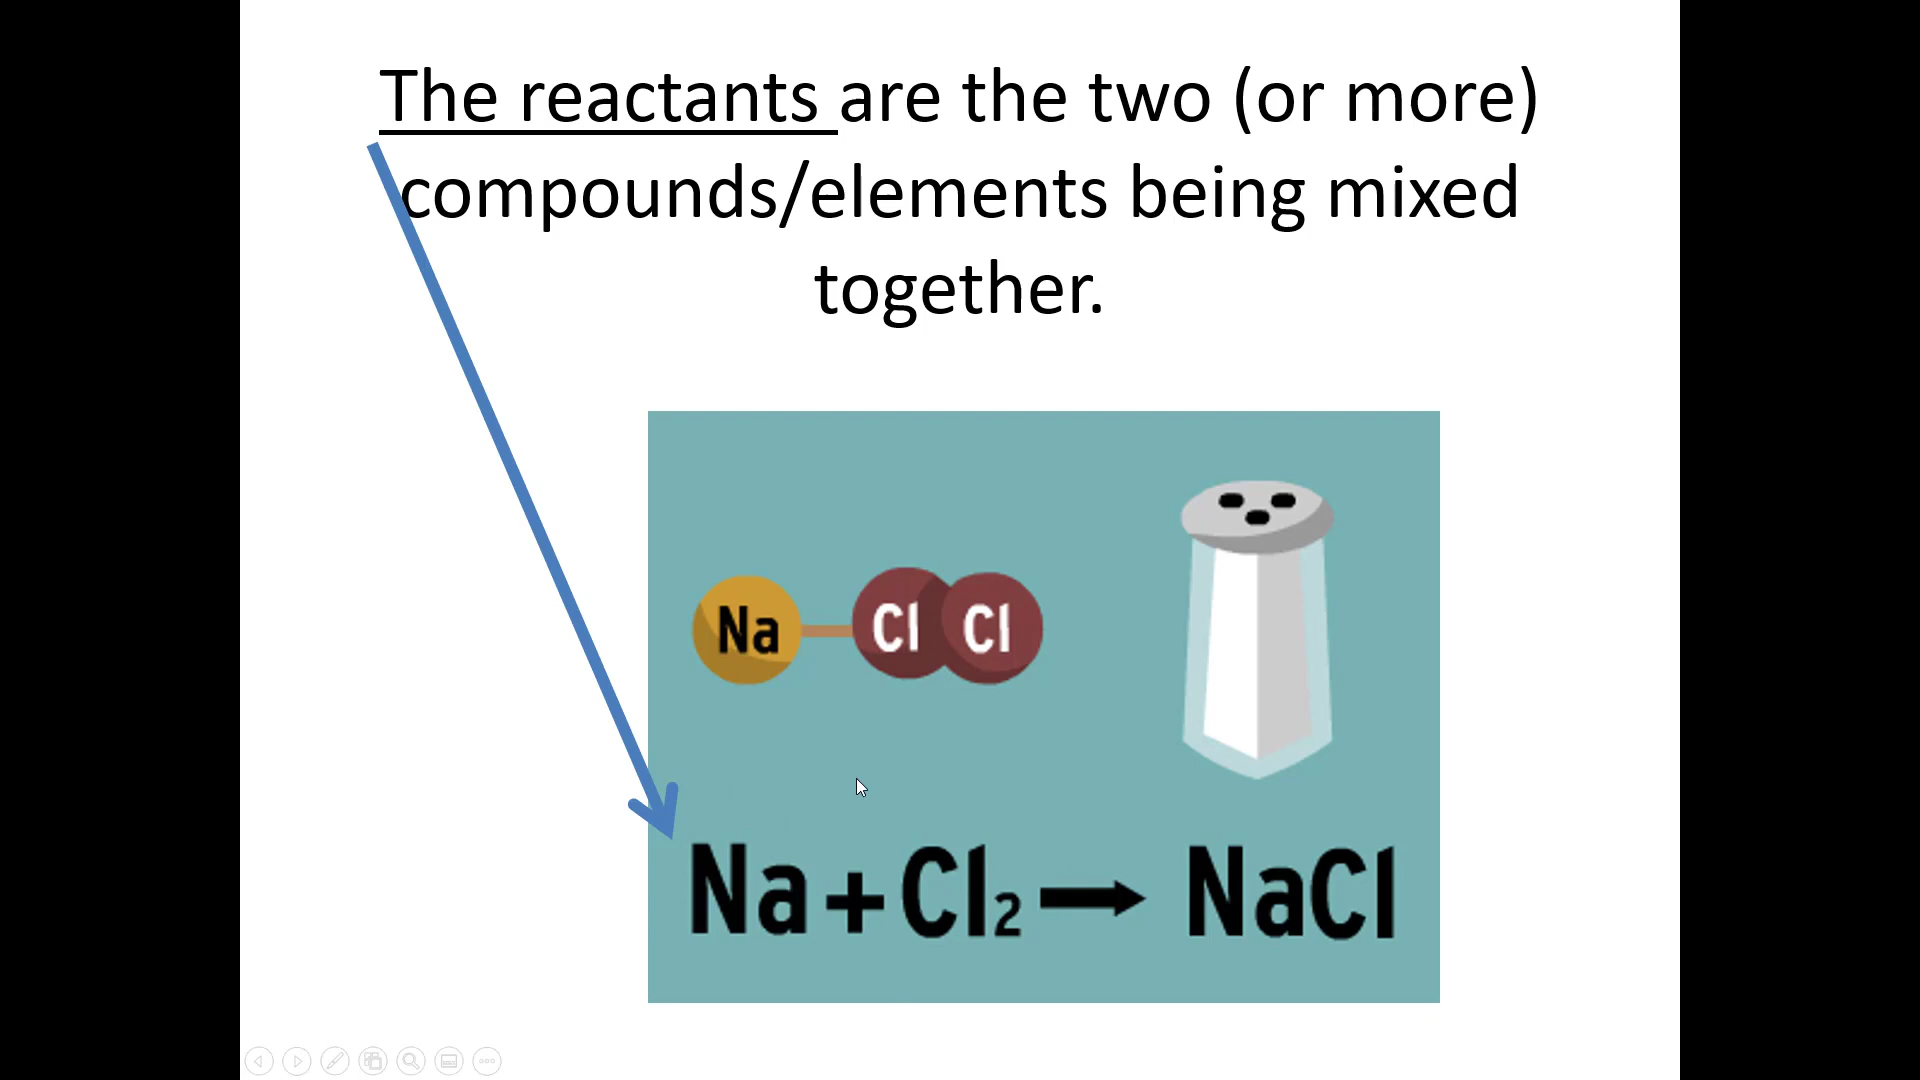 The reactants are the two (or more)
compounds/elements being mixed
together.
Na Cl Cl
Na + Cl₂ → NaCl